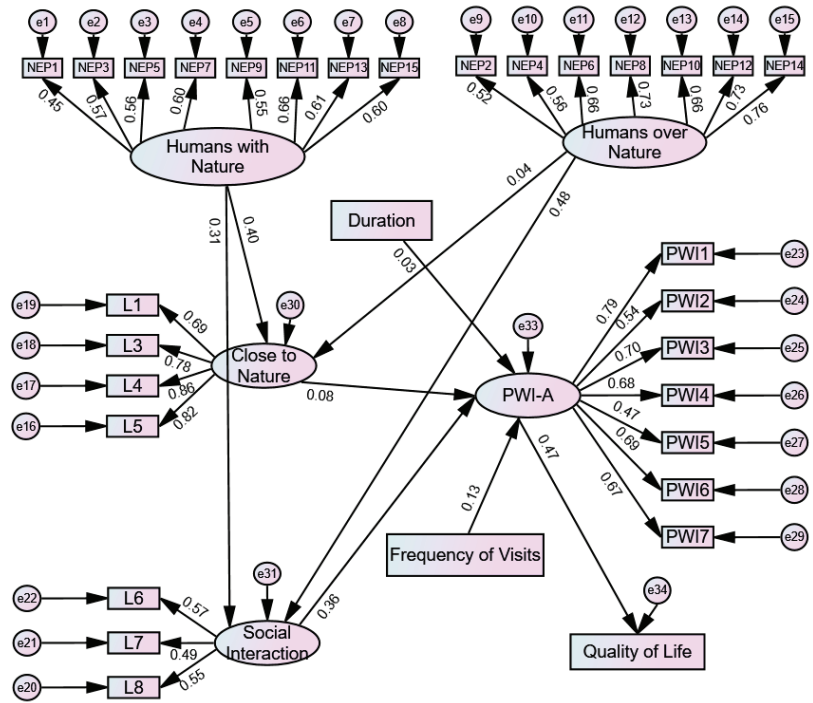 e1 e2 e3 e4 e5 e6 e7 e8
e9 e10 e11 e12 e13 e14 e15
NEP1 NEP3 NEP5 NEP7 NEP9 NEP11 NEP13 NEP15
NEP2 NEP4 NEP6 NEP8 NEP10 NEP12 NEP14
0.45 0.57 0.56 0.60 0.55 0.66 0.61 0.60
0.52 0.56 0.66 0.73 0.66 0.73 0.76
Humans with
Nature
Humans over
Nature
0.31 0.40
0.04
0.48
Duration
0.03
e19 L1 0.69
e18 L3 0.78
e17 L4 0.86
e16 L5 0.82
e30
Close to
Nature
0.08
e33
PWI-A
0.79 PWI1 e23
0.54 PWI2 e24
0.70 PWI3 e25
0.68 PWI4 e26
0.47 PWI5 e27
0.69 PWI6 e28
0.67 PWI7 e29
0.47
0.13
Frequency of Visits
e31
e22 L6 0.57
e21 L7 0.49
e20 L8 0.55
Social
Interaction
0.36
e34
Quality of Life